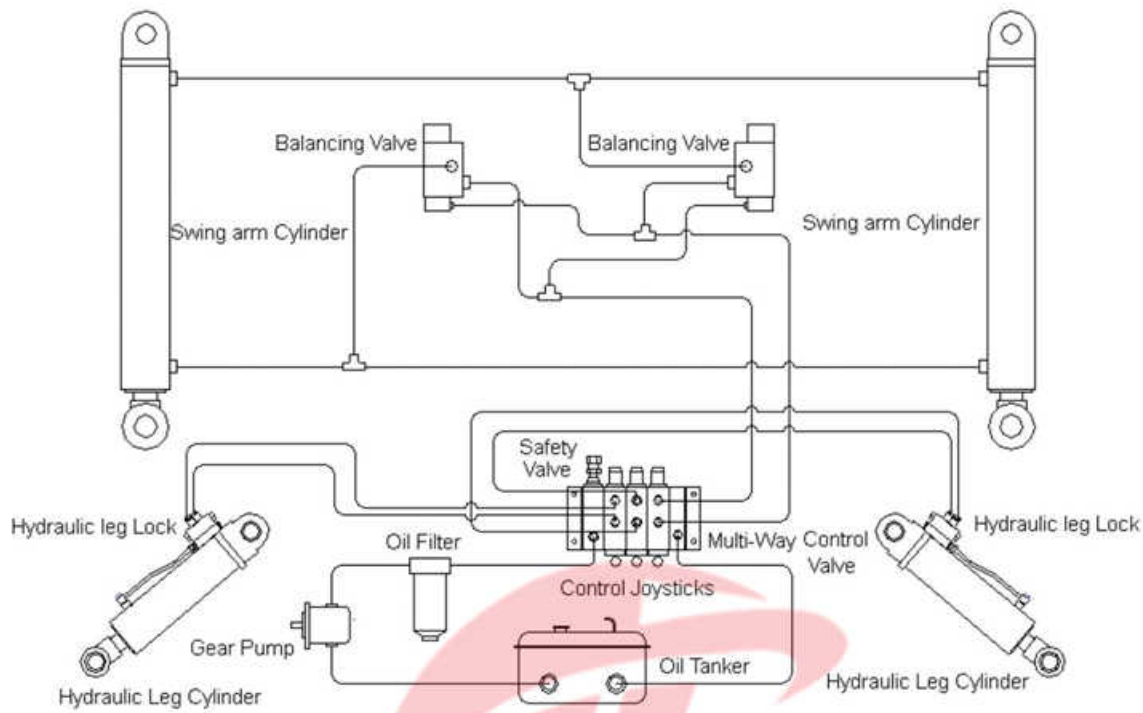 Balancing Valve
Balancing Valve
Swing arm Cylinder
Swing arm Cylinder
Safety
Valve
Hydraulic leg Lock
Oil Filter
Multi-Way Control
Valve
Hydraulic leg Lock
Control Joysticks
Gear Pump
Oil Tanker
Hydraulic Leg Cylinder
Hydraulic Leg Cylinder